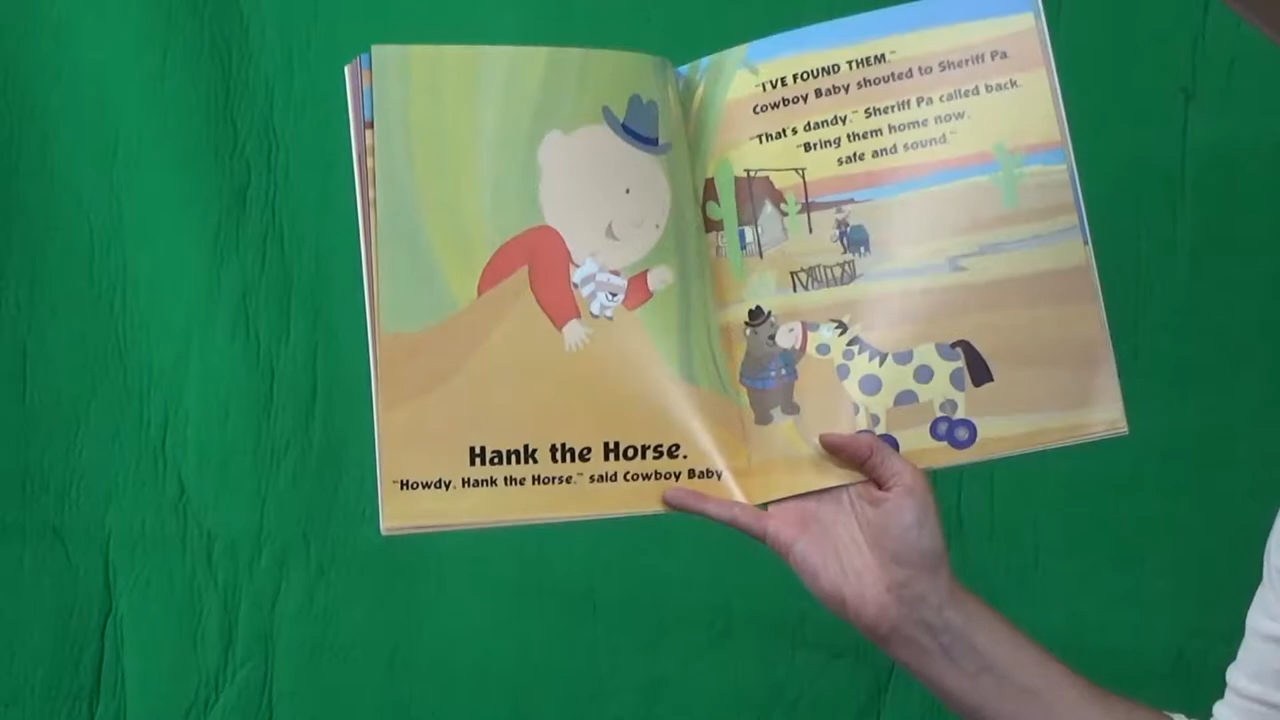 Hank the Horse.
"Howdy, Hank the Horse," said Cowboy Baby
"I'VE FOUND THEM."
Cowboy Baby shouted to Sheriff Pa.
"That's dandy," Sheriff Pa called back.
"Bring them home now,
safe and sound."